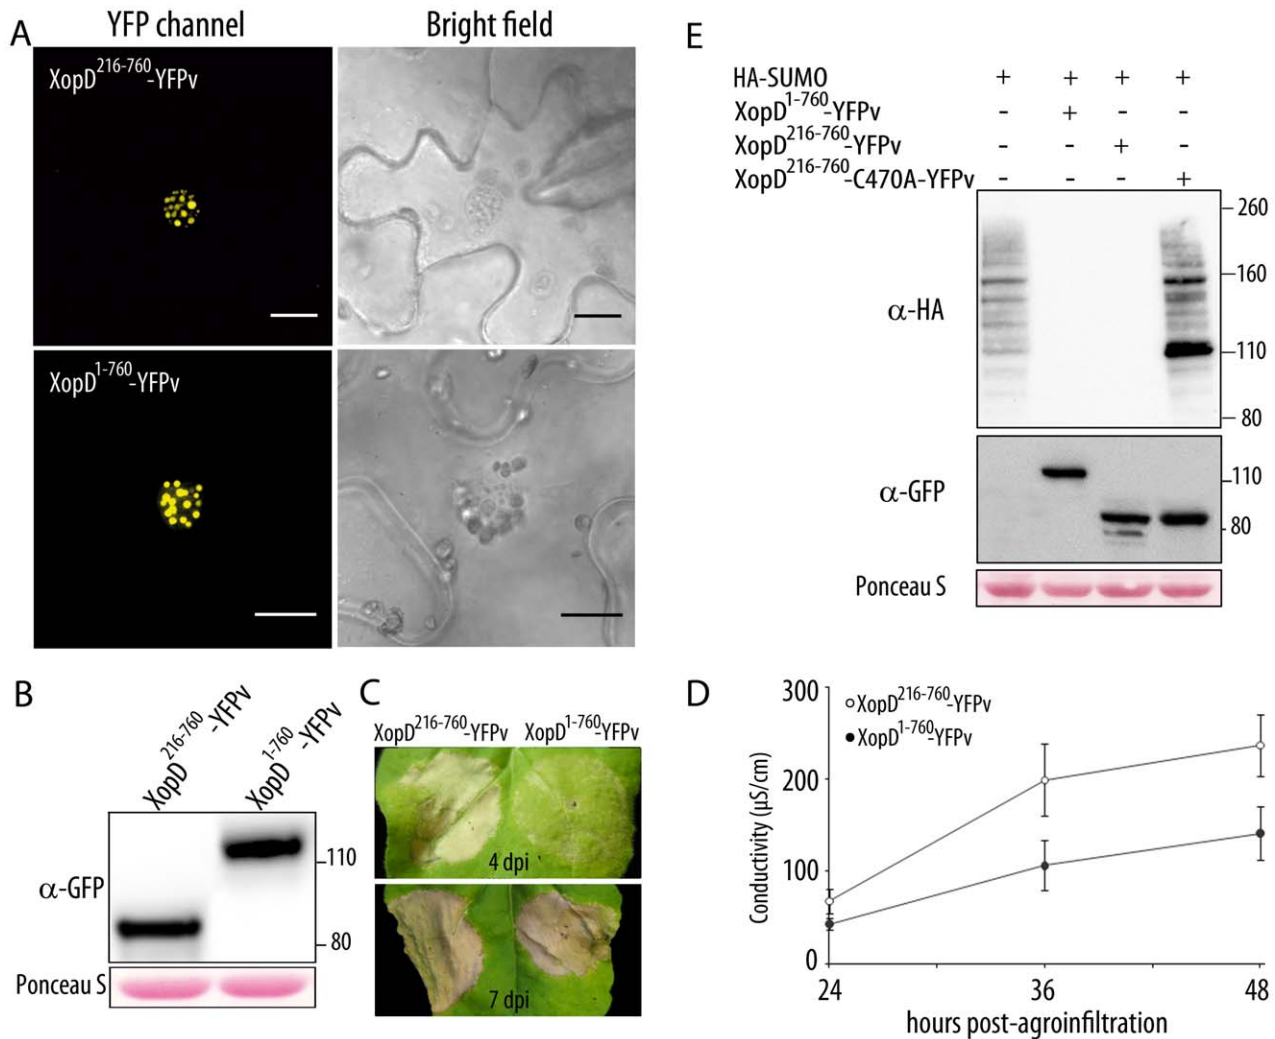 A
YFP channel
Bright field
XopD216-760-YFPv
XopD1-760-YFPv
B
XopD216-760-YFPv
XopD1-760-YFPv
α-GFP
110
80
Ponceau S
C
XopD216-760-YFPv
XopD1-760-YFPv
4 dpi
7 dpi
E
HA-SUMO + + + +
XopD1-760-YFPv - + - -
XopD216-760-YFPv - - + -
XopD216-760-C470A-YFPv - - - +
α-HA
260
160
110
80
α-GFP
110
80
Ponceau S
D
300
200
100
0
Conductivity (µS/cm)
XopD216-760-YFPv
XopD1-760-YFPv
24
36
48
hours post-agroinfiltration